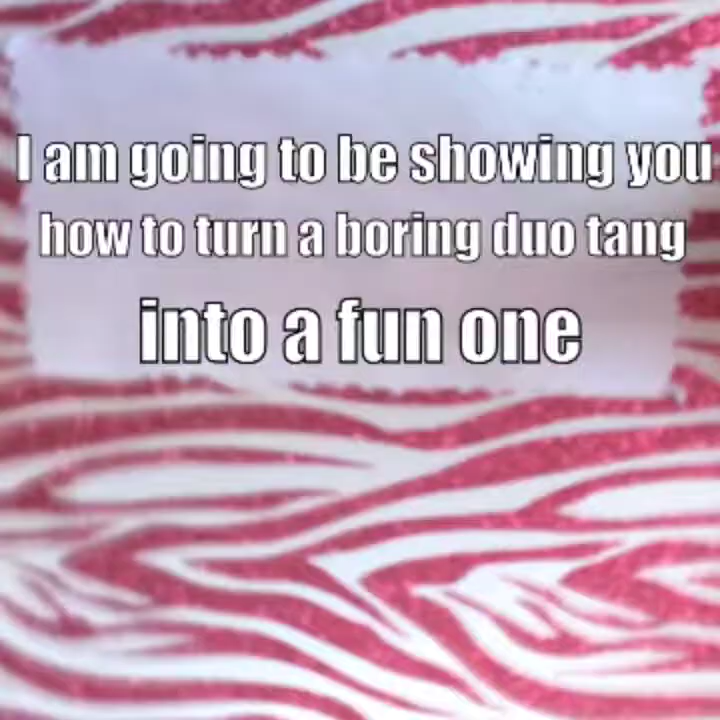 I am going to be showing you
how to turn a boring duo tang
into a fun one